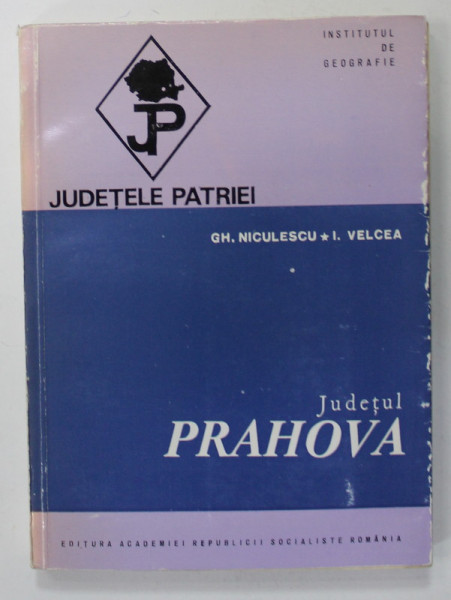 INSTITUTUL
DE
GEOGRAFIE
JP
JUDEȚELE PATRIEI
GH. NICULESCU ★ I. VELCEA
Județul
PRAHOVA
EDITURA ACADEMIEI REPUBLICII SOCIALISTE ROMÂNIA